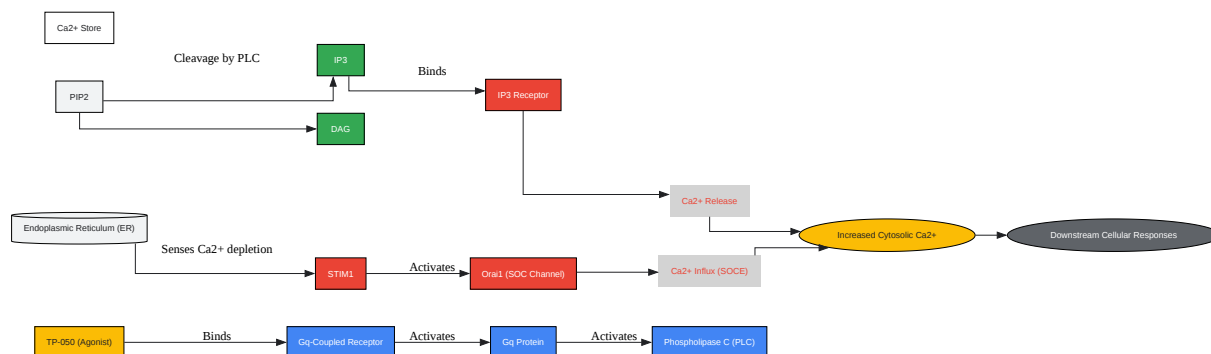 Ca2+ Store
Cleavage by PLC
IP3
Binds
PIP2
IP3 Receptor
DAG
Ca2+ Release
Endoplasmic Reticulum (ER)
Senses Ca2+ depletion
Increased Cytosolic Ca2+
Downstream Cellular Responses
STIM1
Activates
Orai1 (SOC Channel)
Ca2+ Influx (SOCE)
TP-050 (Agonist)
Binds
Gq-Coupled Receptor
Activates
Gq Protein
Activates
Phospholipase C (PLC)